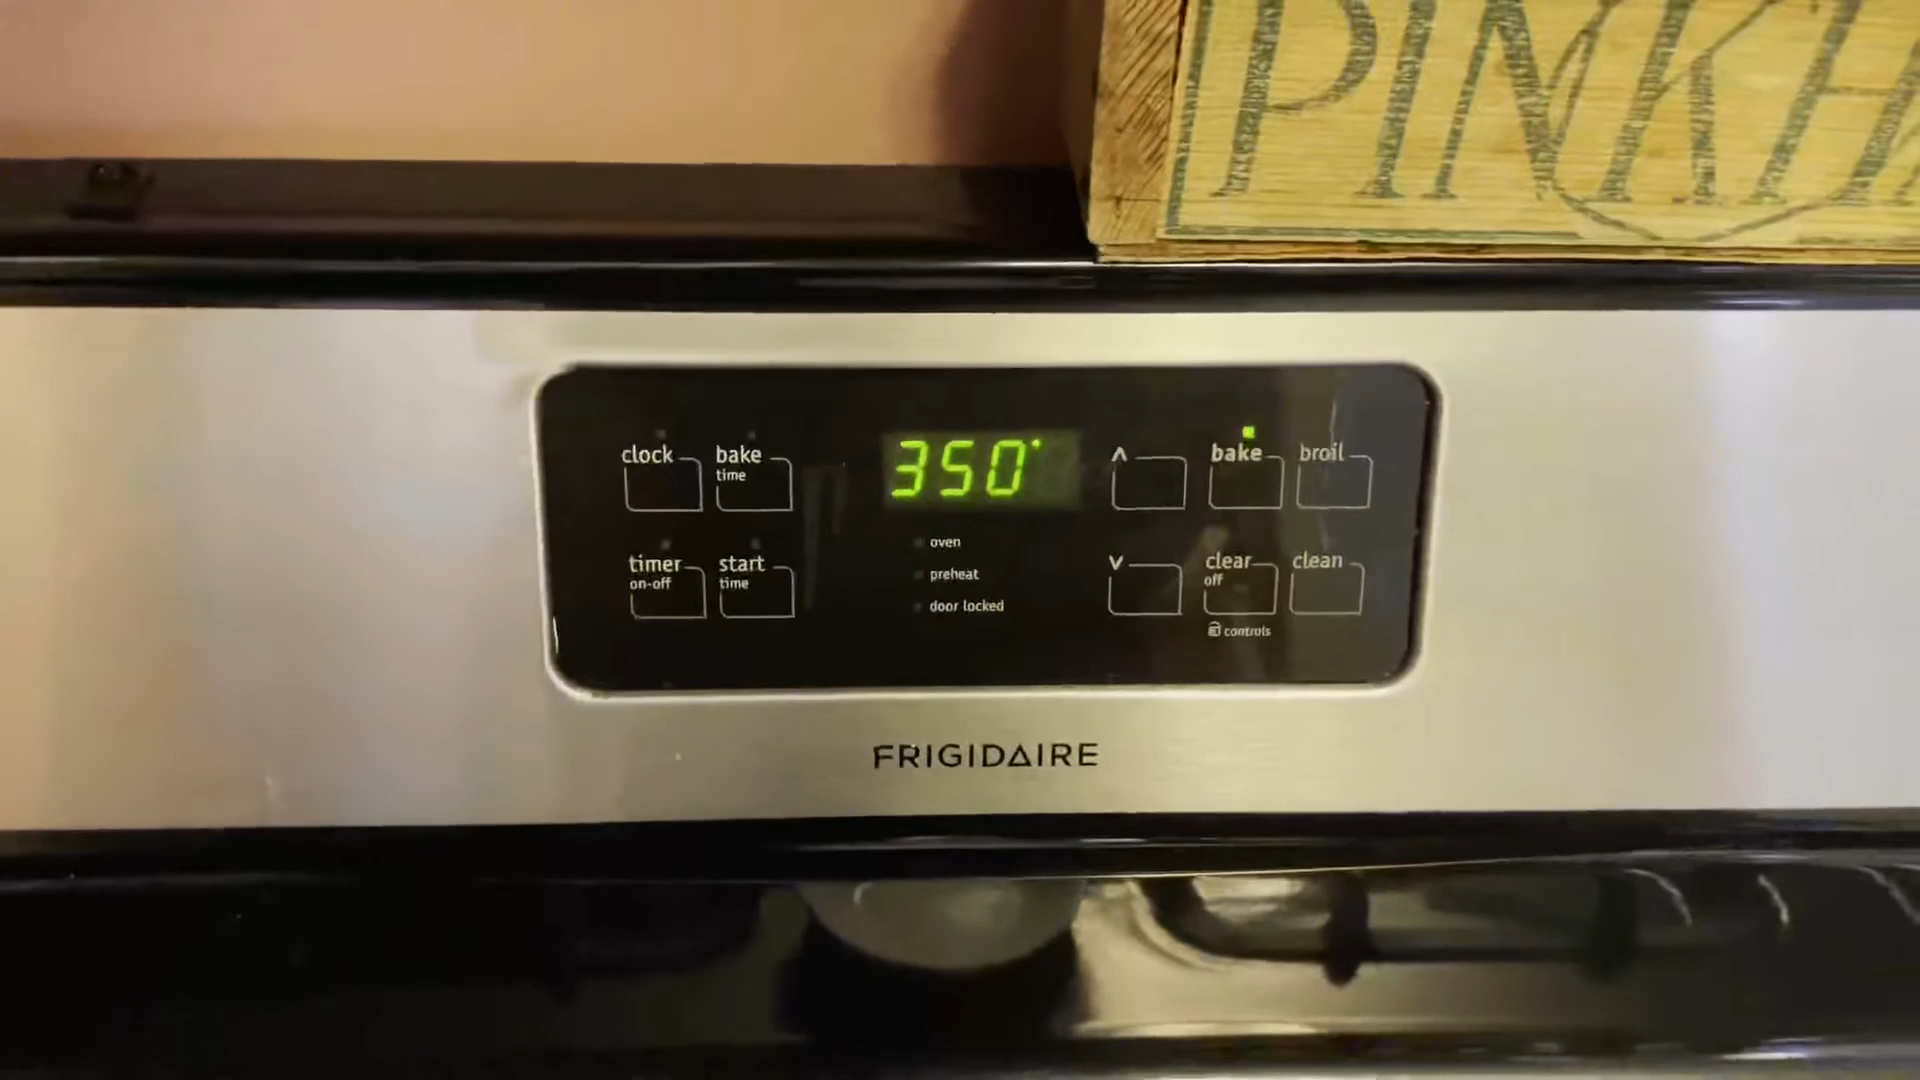 PINKH
clock
bake
time
350°
^
bake
broil
timer
on-off
start
time
oven
preheat
door locked
v
clear
off
clean
controls
FRIGIDAIRE